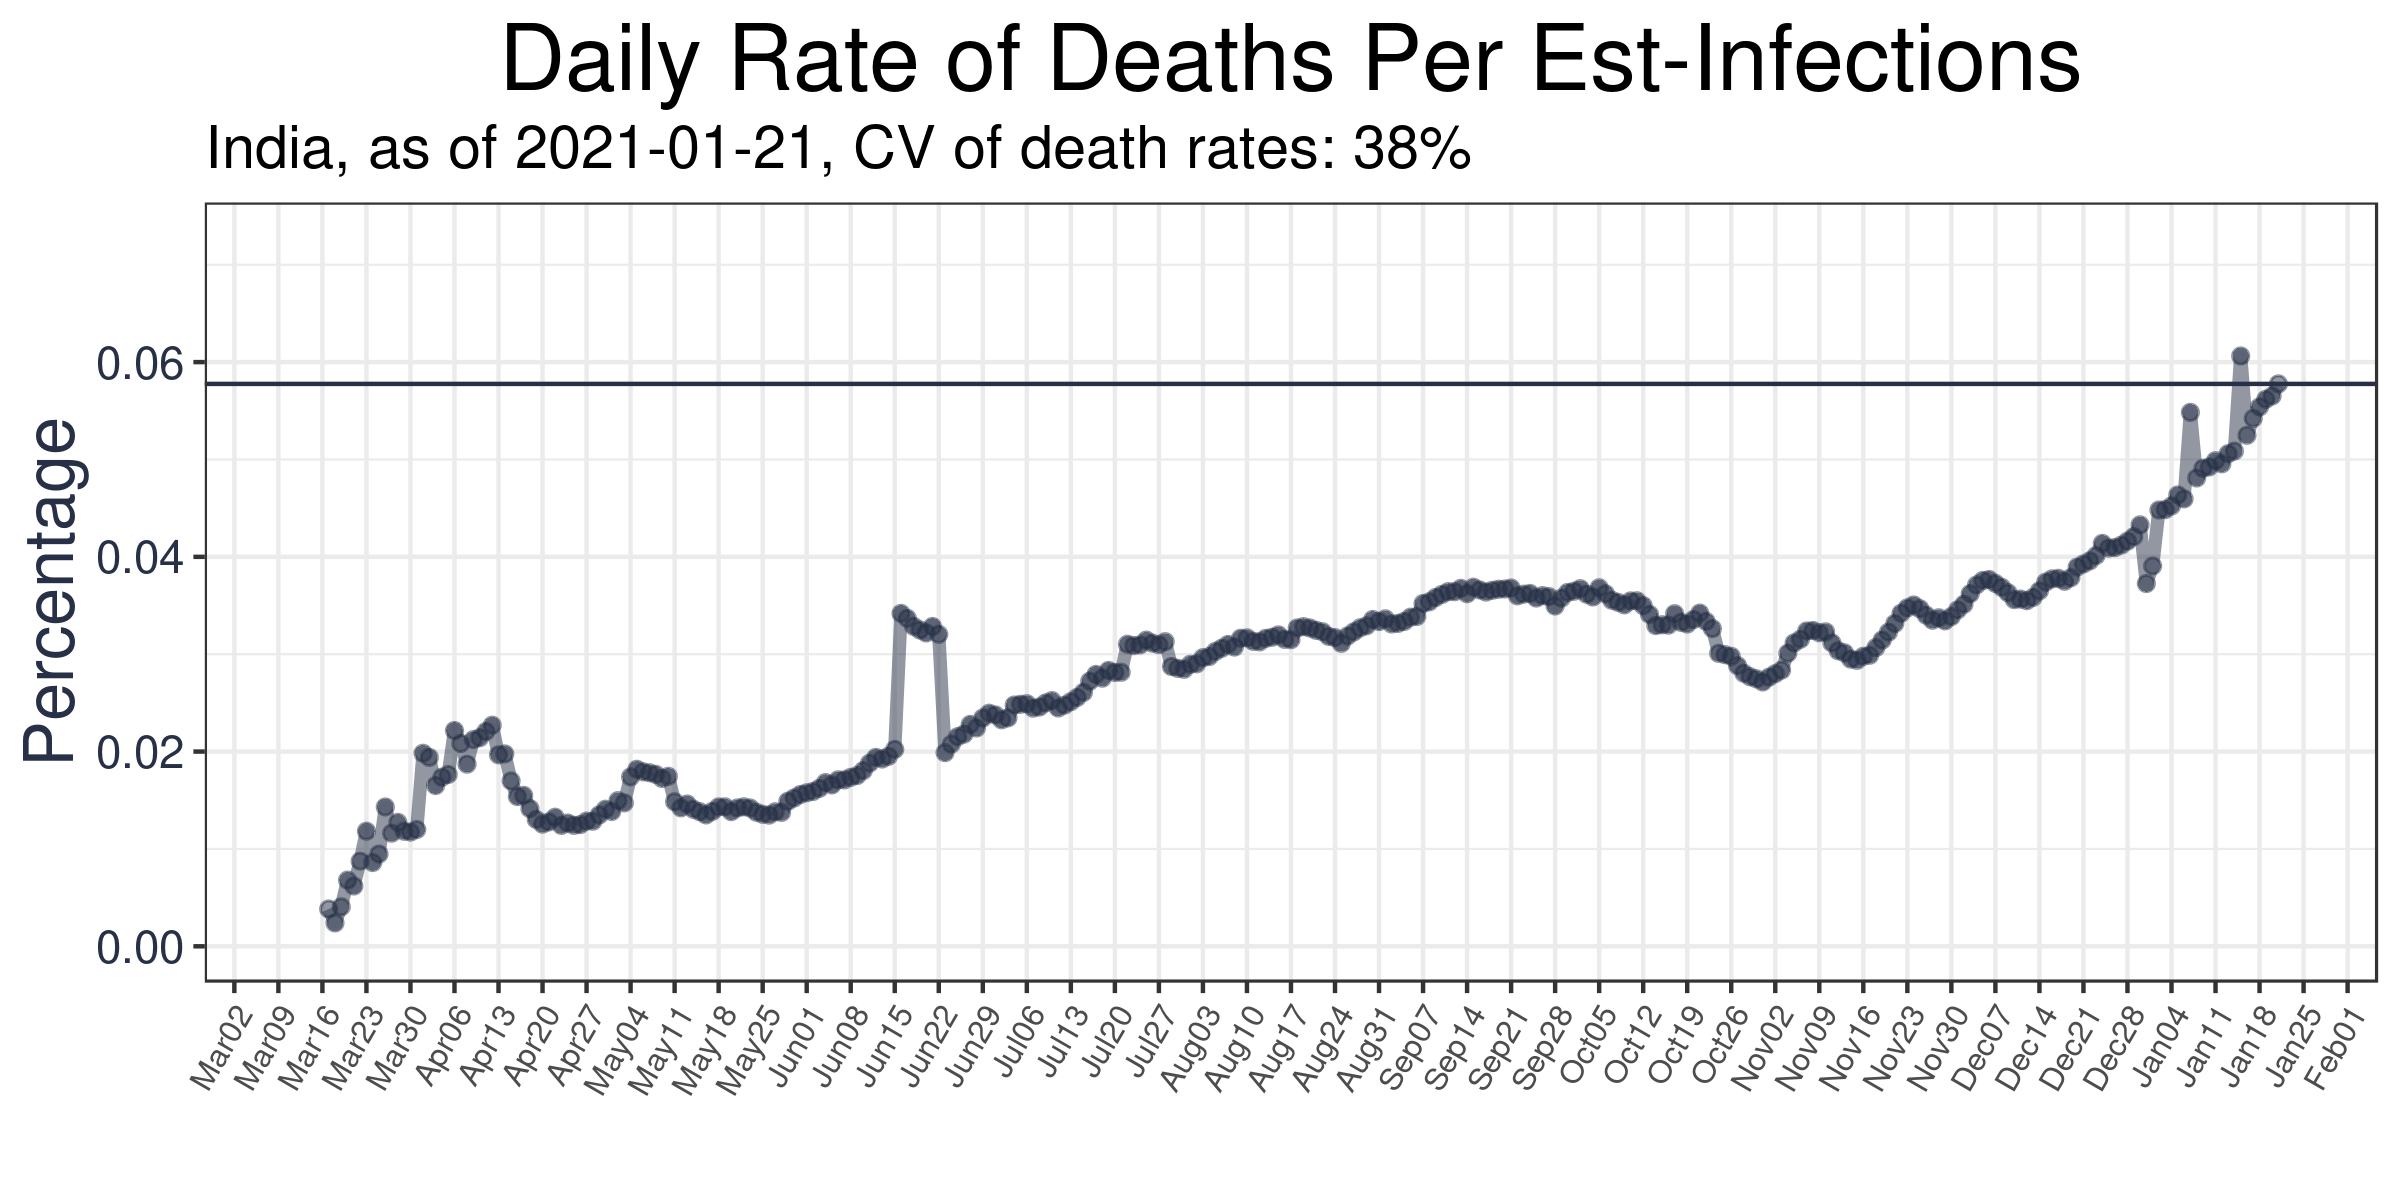 Daily Rate of Deaths Per Est-Infections
India, as of 2021-01-21, CV of death rates: 38%
Percentage
0.06
0.04
0.02
0.00
Mar02
Mar09
Mar16
Mar23
Mar30
Apr06
Apr13
Apr20
Apr27
May04
May11
May18
May25
Jun01
Jun08
Jun15
Jun22
Jun29
Jul06
Jul13
Jul20
Jul27
Aug03
Aug10
Aug17
Aug24
Aug31
Sep07
Sep14
Sep21
Sep28
Oct05
Oct12
Oct19
Oct26
Nov02
Nov09
Nov16
Nov23
Nov30
Dec07
Dec14
Dec21
Dec28
Jan04
Jan11
Jan18
Jan25
Feb01